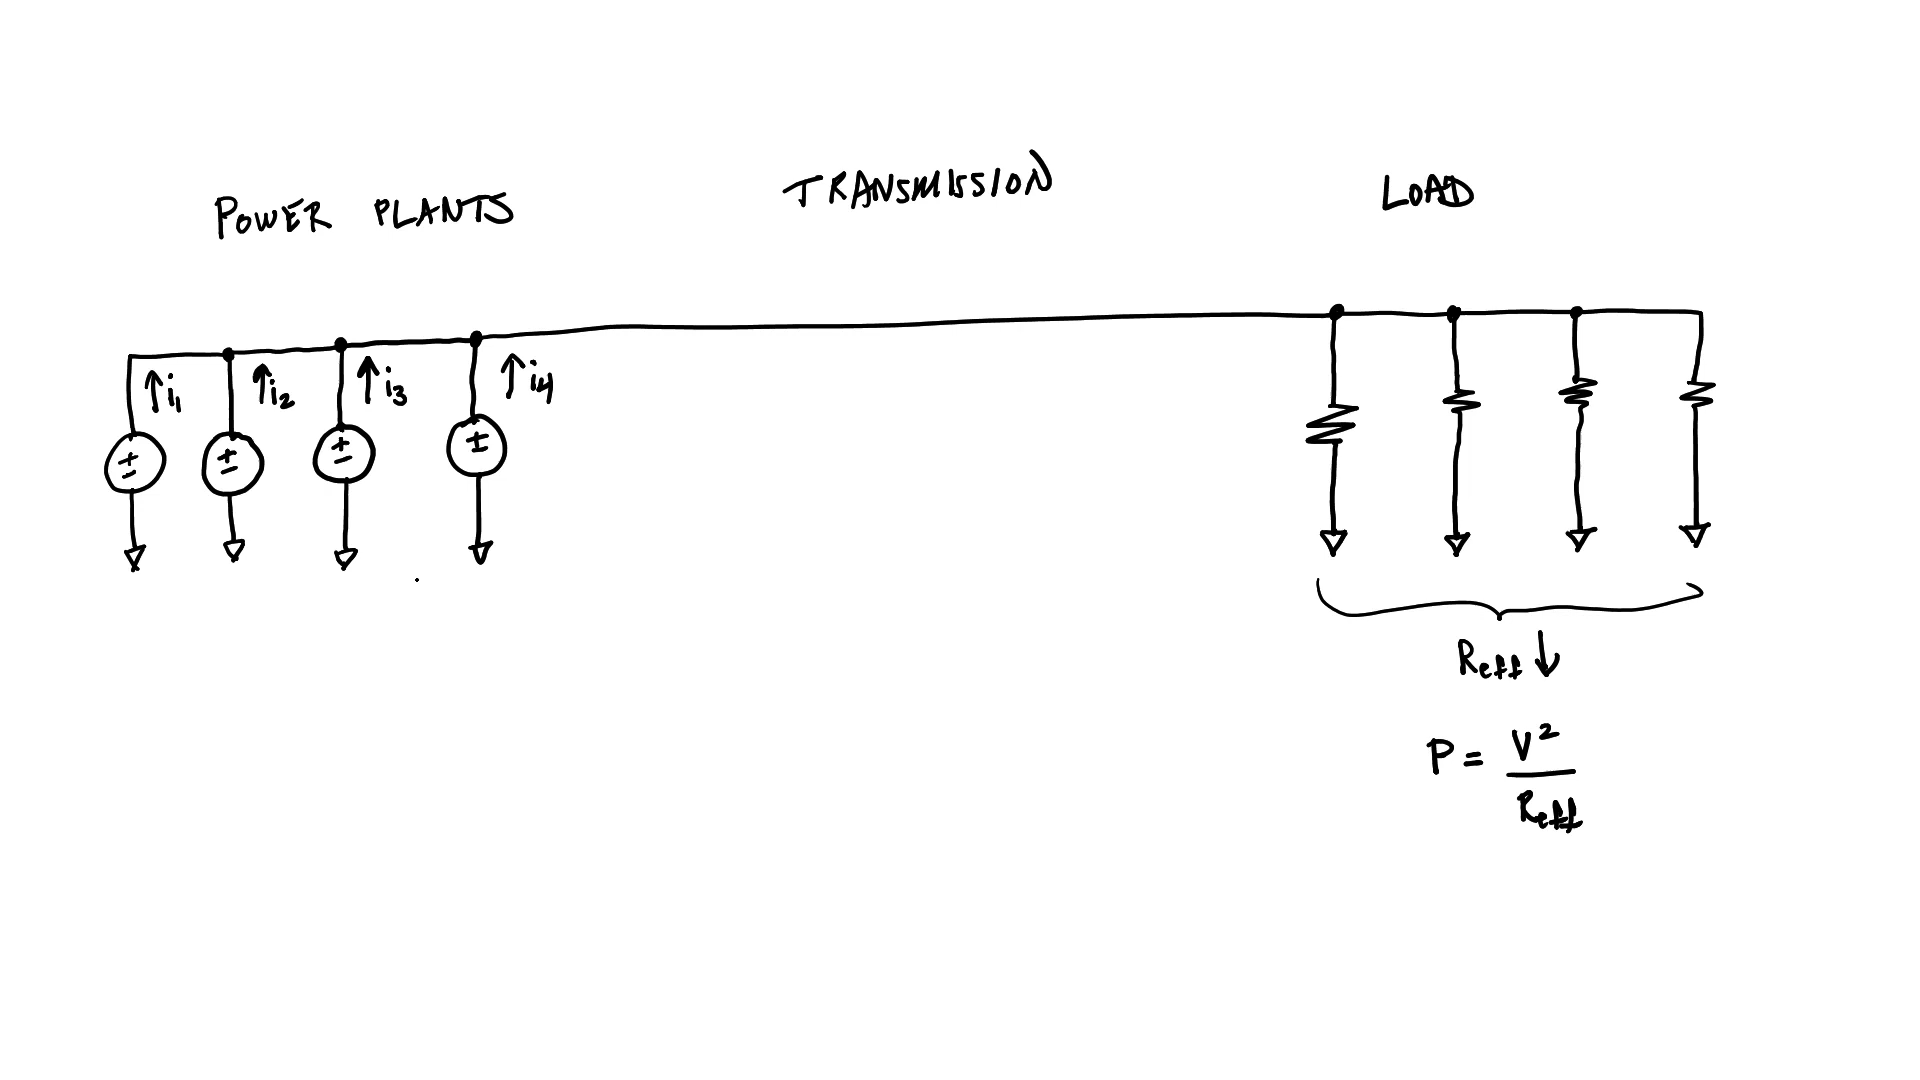 POWER PLANTS
TRANSMISSION
LOAD
i1
i2
i3
i4
+ −
+ −
+ −
+ −
Reff ↓
P = V²
Reff